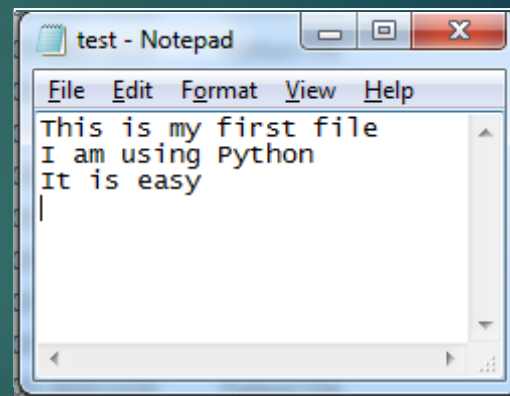 test - Notepad
File Edit Format View Help
This is my first file
I am using Python
It is easy